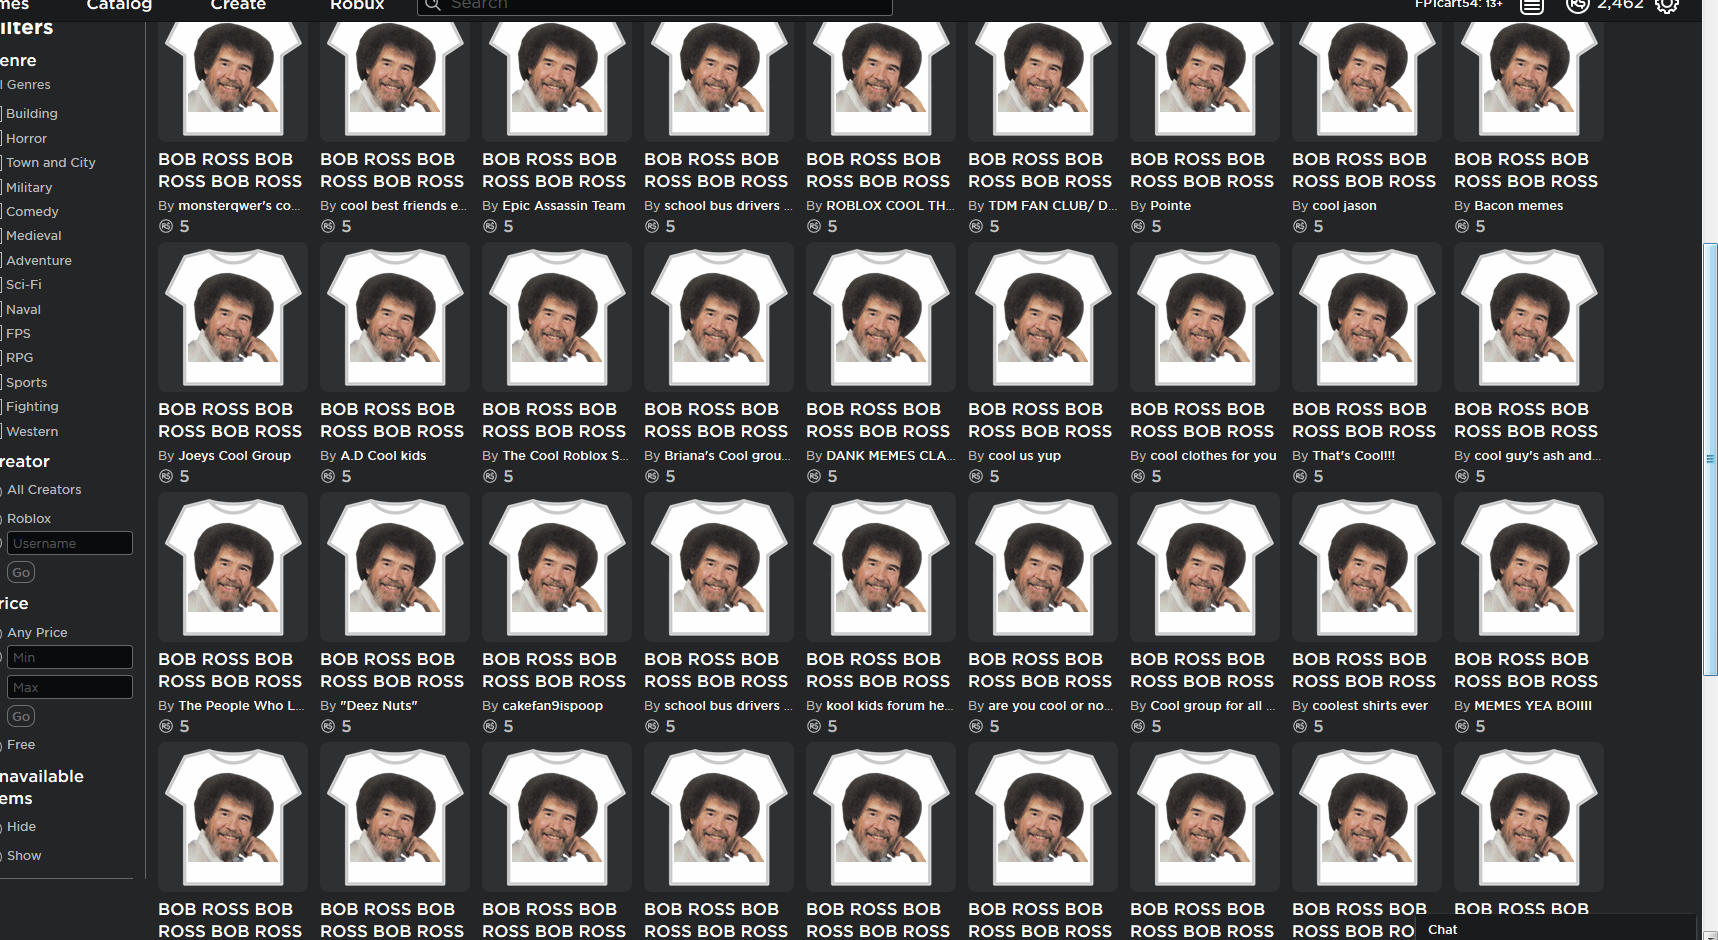 mes Catalog Create Robux Search FPIcart54: 13+ 2,462
ilters
enre
l Genres
Building
Horror
Town and City
Military
Comedy
Medieval
Adventure
Sci-Fi
Naval
FPS
RPG
Sports
Fighting
Western
reator
All Creators
Roblox
Username
Go
rice
Any Price
Min
Max
Go
Free
navailable
ems
Hide
Show
BOB ROSS BOB BOB ROSS BOB BOB ROSS BOB BOB ROSS BOB BOB ROSS BOB BOB ROSS BOB BOB ROSS BOB BOB ROSS BOB BOB ROSS BOB
ROSS BOB ROSS ROSS BOB ROSS ROSS BOB ROSS ROSS BOB ROSS ROSS BOB ROSS ROSS BOB ROSS ROSS BOB ROSS ROSS BOB ROSS ROSS BOB ROSS
By monsterqwer's co... By cool best friends e... By Epic Assassin Team By school bus drivers ... By ROBLOX COOL TH... By TDM FAN CLUB/ D... By Pointe By cool jason By Bacon memes
5 5 5 5 5 5 5 5 5
BOB ROSS BOB BOB ROSS BOB BOB ROSS BOB BOB ROSS BOB BOB ROSS BOB BOB ROSS BOB BOB ROSS BOB BOB ROSS BOB BOB ROSS BOB
ROSS BOB ROSS ROSS BOB ROSS ROSS BOB ROSS ROSS BOB ROSS ROSS BOB ROSS ROSS BOB ROSS ROSS BOB ROSS ROSS BOB ROSS ROSS BOB ROSS
By Joeys Cool Group By A.D Cool kids By The Cool Roblox S... By Briana's Cool grou... By DANK MEMES CLA... By cool us yup By cool clothes for you By That's Cool!!! By cool guy's ash and...
5 5 5 5 5 5 5 5 5
BOB ROSS BOB BOB ROSS BOB BOB ROSS BOB BOB ROSS BOB BOB ROSS BOB BOB ROSS BOB BOB ROSS BOB BOB ROSS BOB BOB ROSS BOB
ROSS BOB ROSS ROSS BOB ROSS ROSS BOB ROSS ROSS BOB ROSS ROSS BOB ROSS ROSS BOB ROSS ROSS BOB ROSS ROSS BOB ROSS ROSS BOB ROSS
By The People Who L... By "Deez Nuts" By cakefan9ispoop By school bus drivers ... By kool kids forum he... By are you cool or no... By Cool group for all ... By coolest shirts ever By MEMES YEA BOIIII
5 5 5 5 5 5 5 5 5
BOB ROSS BOB BOB ROSS BOB BOB ROSS BOB BOB ROSS BOB BOB ROSS BOB BOB ROSS BOB BOB ROSS BOB BOB ROSS BOB BOB ROSS BOB
ROSS BOB ROSS ROSS BOB ROSS ROSS BOB ROSS ROSS BOB ROSS ROSS BOB ROSS ROSS BOB ROSS ROSS BOB ROSS ROSS BOB RO
Chat